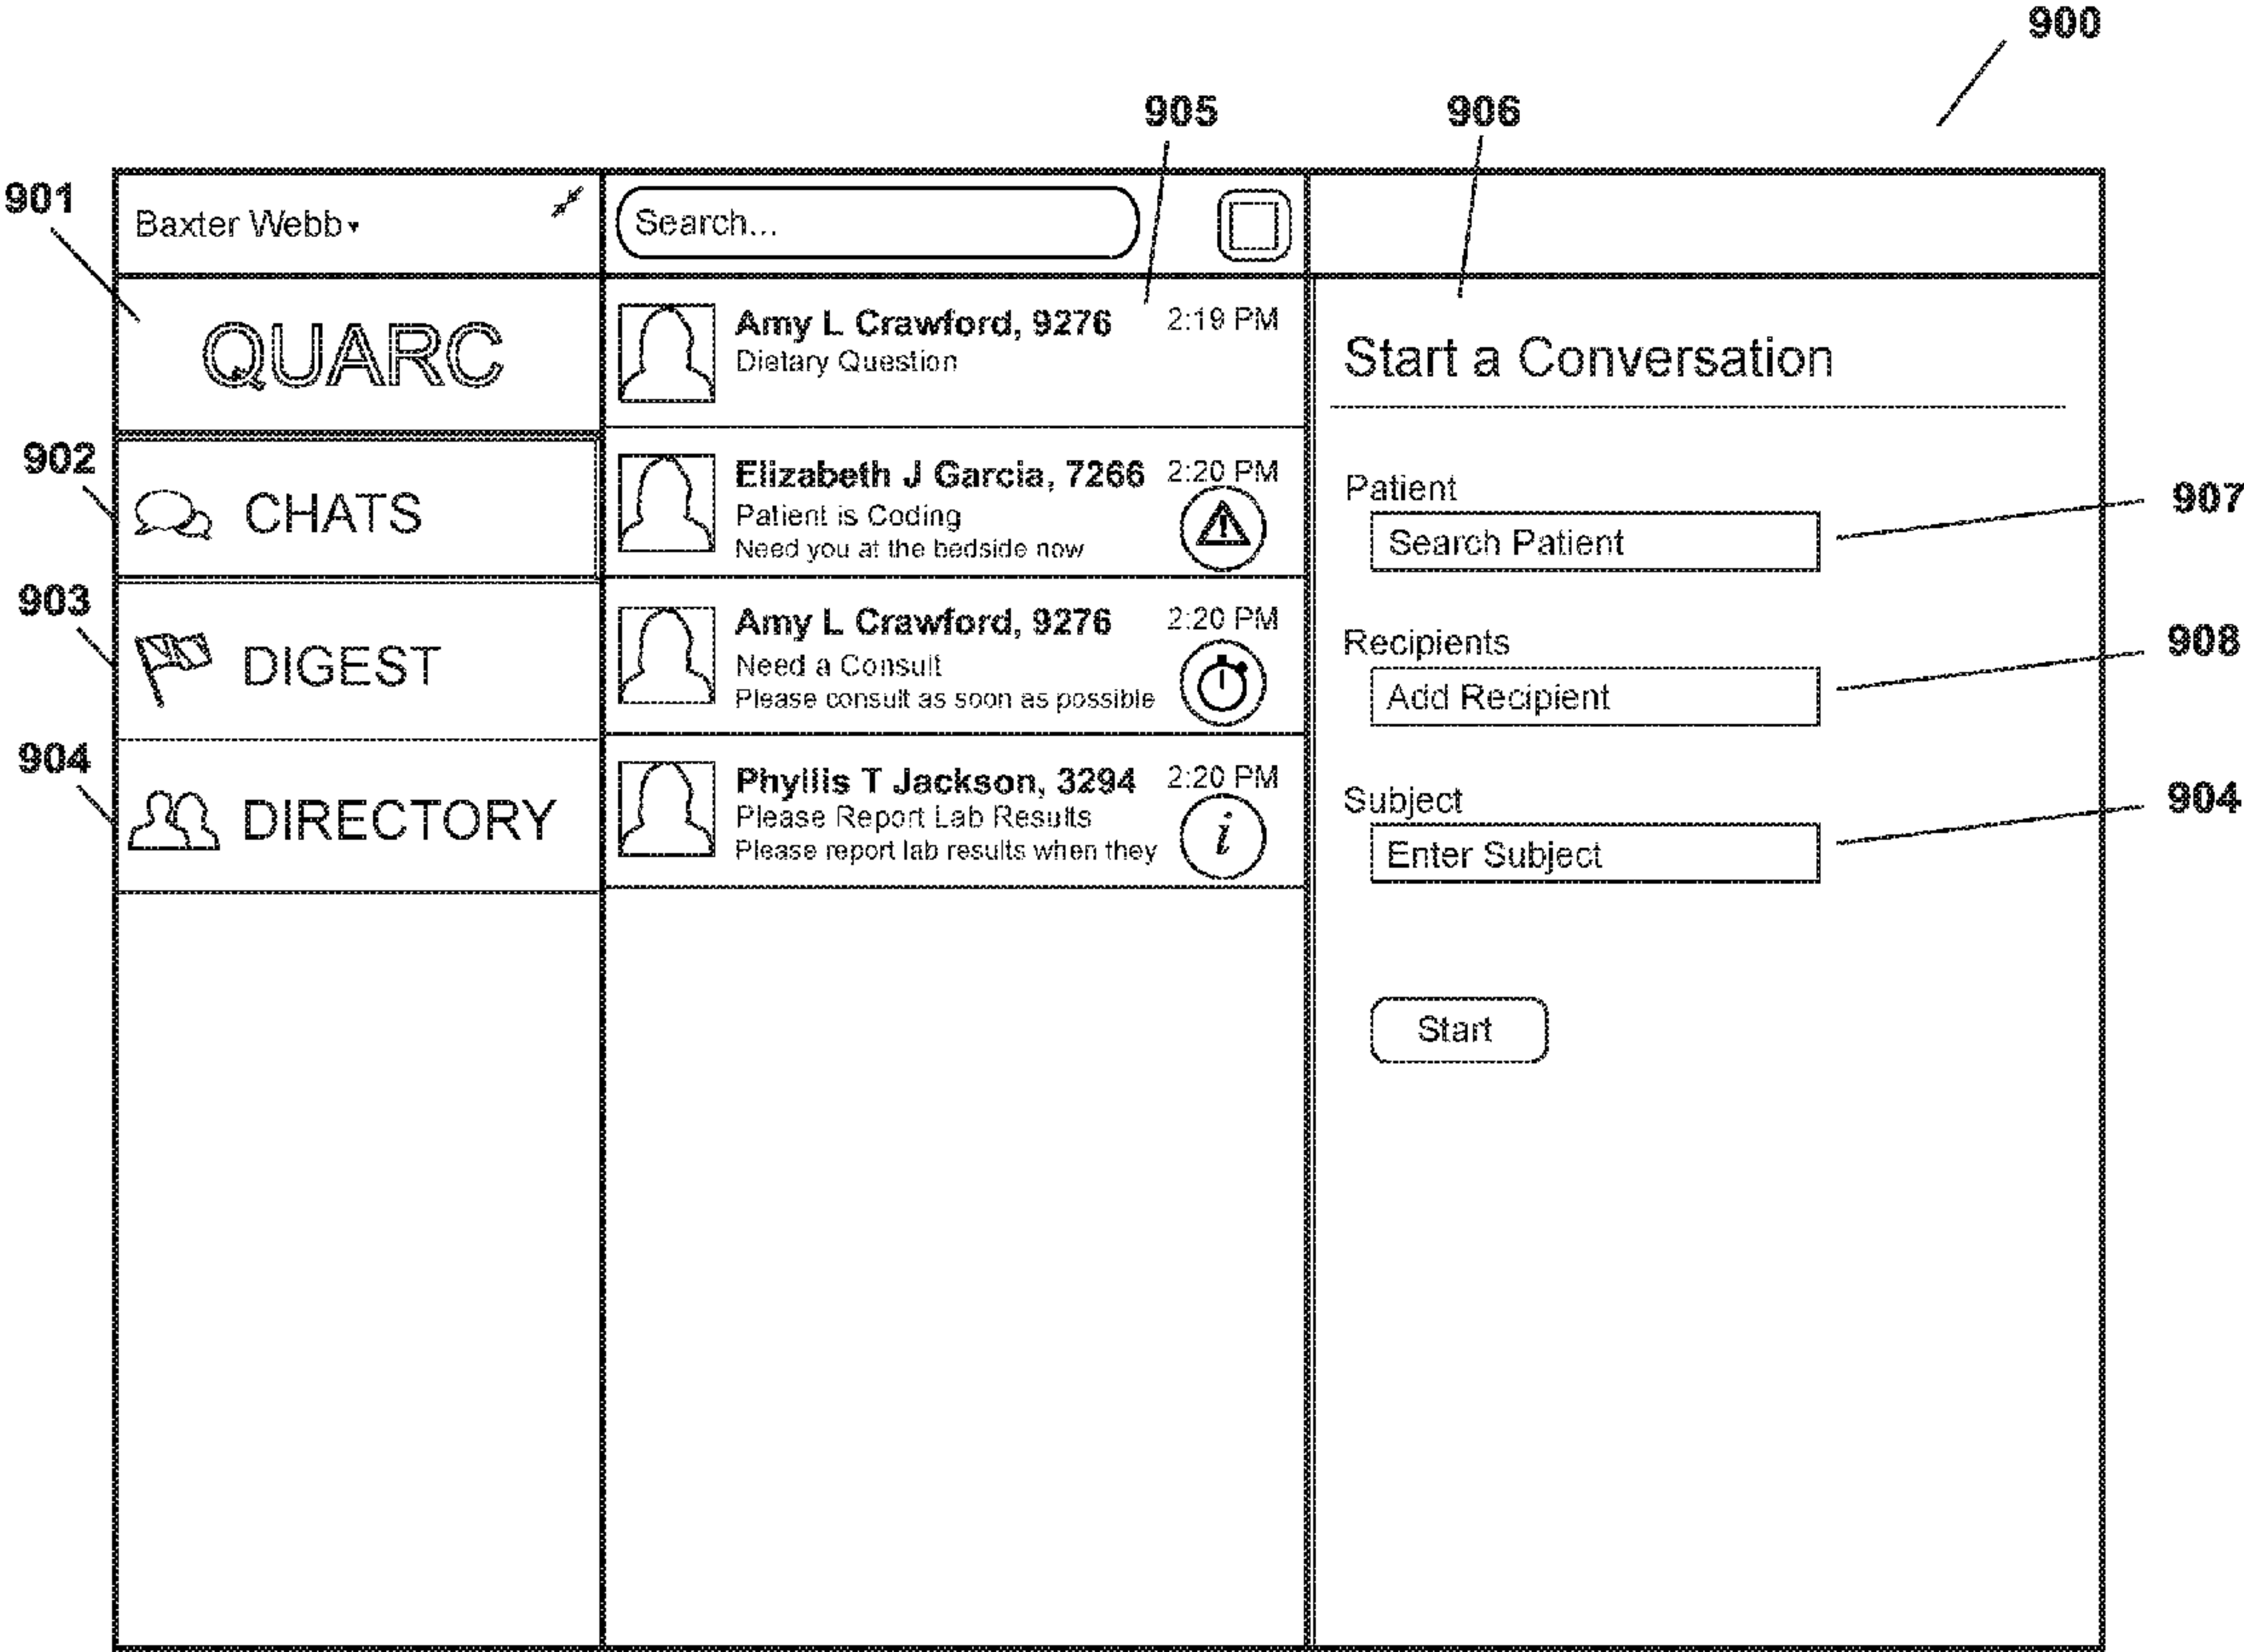 900
905
906
901
Baxter Webb
Search...
Amy L Crawford, 9276
2:19 PM
Dietary Question
QUARC
Start a Conversation
902
CHATS
Elizabeth J Garcia, 7266
2:20 PM
Patient is Coding
Need you at the bedside now
Patient
Search Patient
907
903
DIGEST
Amy L Crawford, 9276
2:20 PM
Need a Consult
Please consult as soon as possible
Recipients
Add Recipient
908
904
DIRECTORY
Phyllis T Jackson, 3294
2:20 PM
Please Report Lab Results
Please report lab results when they
i
Subject
Enter Subject
904
Start